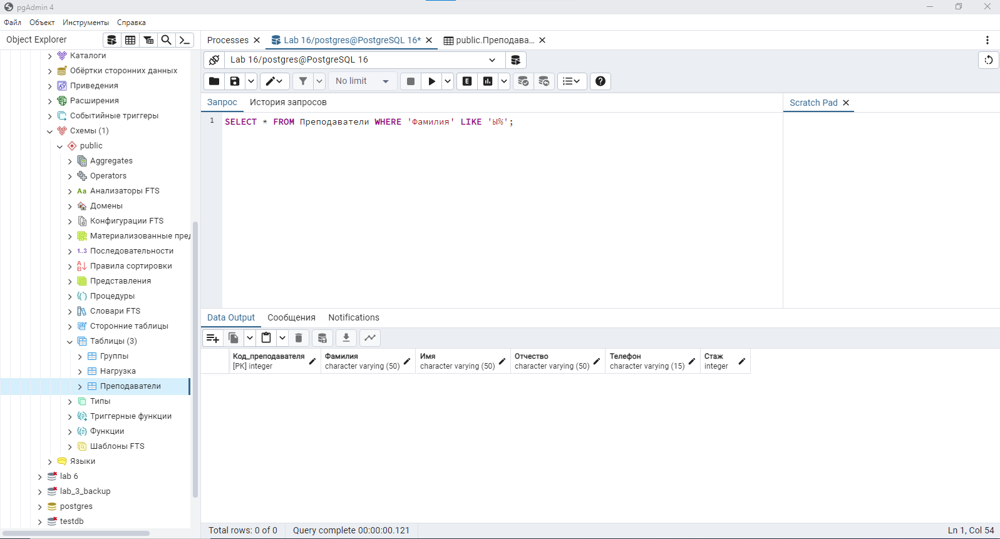 pgAdmin 4
Файл Объект Инструменты Справка
Object Explorer
Processes
Lab 16/postgres@PostgreSQL 16*
public.Преподава...
Lab 16/postgres@PostgreSQL 16
No limit
E
Запрос История запросов
Scratch Pad
1 SELECT * FROM Преподаватели WHERE 'Фамилия' LIKE 'Ы%';
Каталоги
Обёртки сторонних данных
Приведения
Расширения
Событийные триггеры
Схемы (1)
public
Aggregates
Operators
Aa Анализаторы FTS
Домены
Конфигурации FTS
Материализованные пред
1..3 Последовательности
Правила сортировки
Представления
Процедуры
Словари FTS
Сторонние таблицы
Таблицы (3)
Группы
Нагрузка
Преподаватели
Типы
Триггерные функции
Функции
Шаблоны FTS
Языки
lab 6
lab_3_backup
postgres
testdb
Data Output Сообщения Notifications
Код_преподавателя
[PK] integer
Фамилия
character varying (50)
Имя
character varying (50)
Отчество
character varying (50)
Телефон
character varying (15)
Стаж
integer
Total rows: 0 of 0 Query complete 00:00:00.121 Ln 1, Col 54